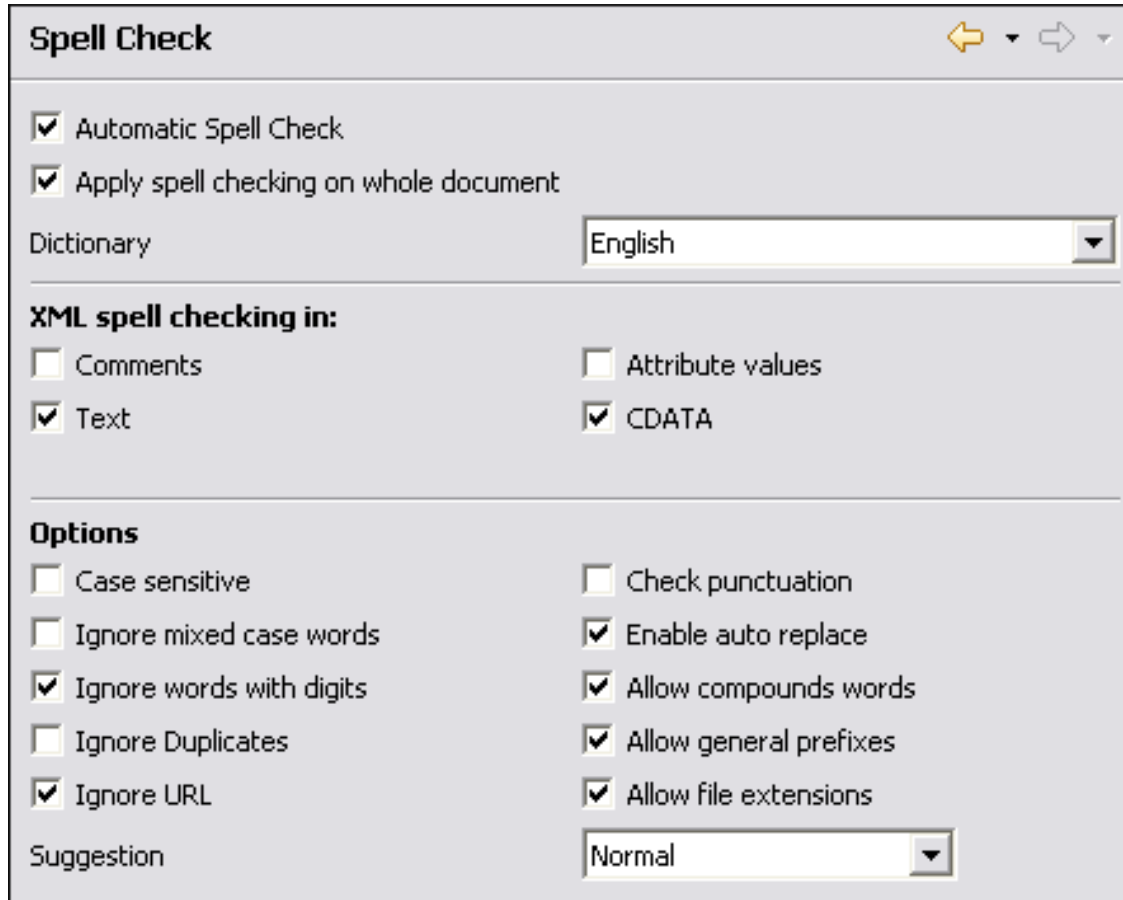 Spell Check
Automatic Spell Check
Apply spell checking on whole document
Dictionary English
XML spell checking in:
Comments Attribute values
Text CDATA
Options
Case sensitive Check punctuation
Ignore mixed case words Enable auto replace
Ignore words with digits Allow compounds words
Ignore Duplicates Allow general prefixes
Ignore URL Allow file extensions
Suggestion Normal